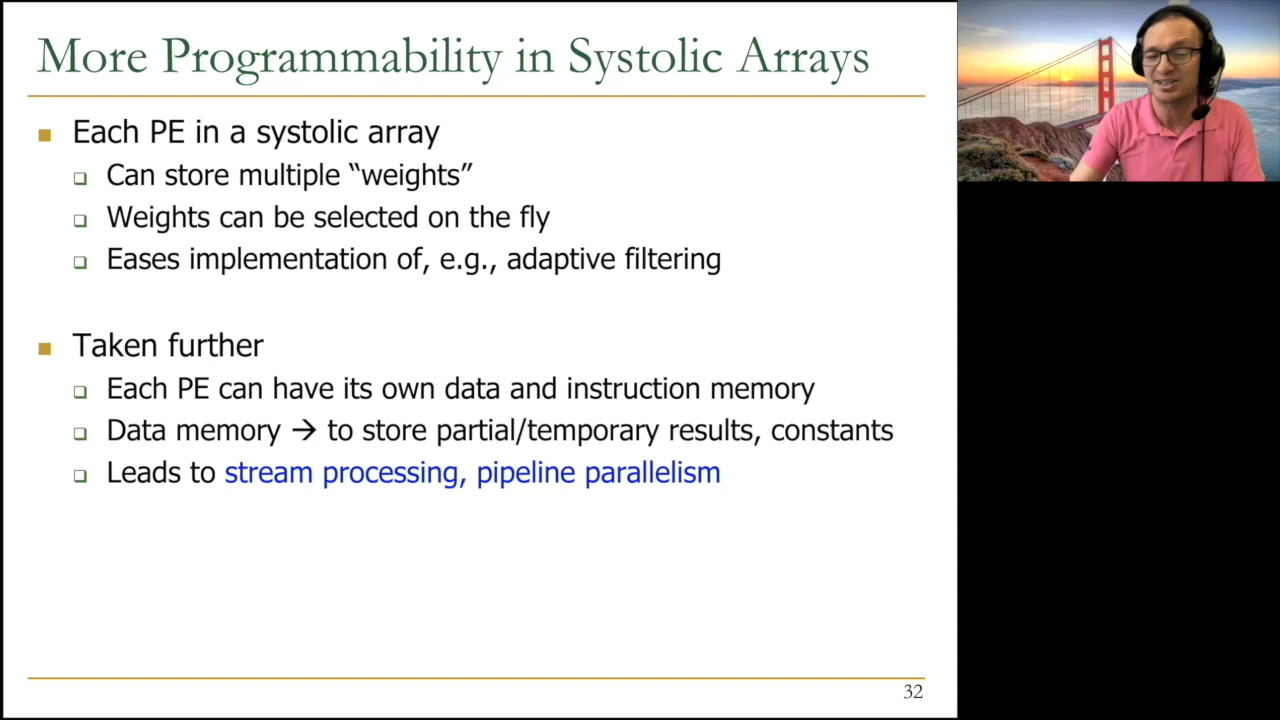 More Programmability in Systolic Arrays
Each PE in a systolic array
Can store multiple “weights”
Weights can be selected on the fly
Eases implementation of, e.g., adaptive filtering
Taken further
Each PE can have its own data and instruction memory
Data memory → to store partial/temporary results, constants
Leads to stream processing, pipeline parallelism
32